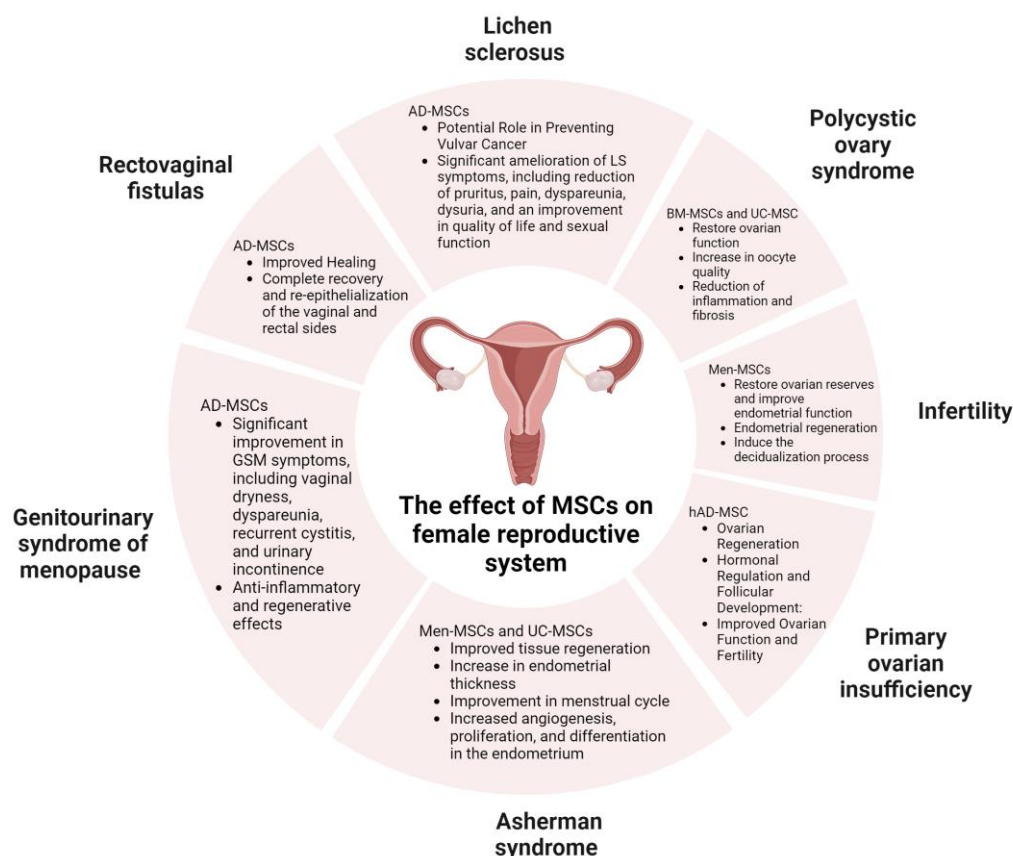 Lichen
sclerosus
AD-MSCs
• Potential Role in Preventing
Vulvar Cancer
• Significant amelioration of LS
symptoms, including reduction
of pruritus, pain, dyspareunia,
dysuria, and an improvement
in quality of life and sexual
function
Polycystic
ovary
syndrome
BM-MSCs and UC-MSC
• Restore ovarian
function
• Increase in oocyte
quality
• Reduction of
inflammation and
fibrosis
Infertility
Men-MSCs
• Restore ovarian reserves
and improve
endometrial function
• Endometrial regeneration
• Induce the
decidualization process
Primary
ovarian
insufficiency
hAD-MSC
• Ovarian
Regeneration
• Hormonal
Regulation and
Follicular
Development:
• Improved Ovarian
Function and
Fertility
Asherman
syndrome
Men-MSCs and UC-MSCs
• Improved tissue regeneration
• Increase in endometrial
thickness
• Improvement in menstrual cycle
• Increased angiogenesis,
proliferation, and differentiation
in the endometrium
Genitourinary
syndrome of
menopause
AD-MSCs
• Significant
improvement in
GSM symptoms,
including vaginal
dryness,
dyspareunia,
recurrent cystitis,
and urinary
incontinence
• Anti-inflammatory
and regenerative
effects
Rectovaginal
fistulas
AD-MSCs
• Improved Healing
• Complete recovery
and re-epithelialization
of the vaginal and
rectal sides
The effect of MSCs on
female reproductive
system